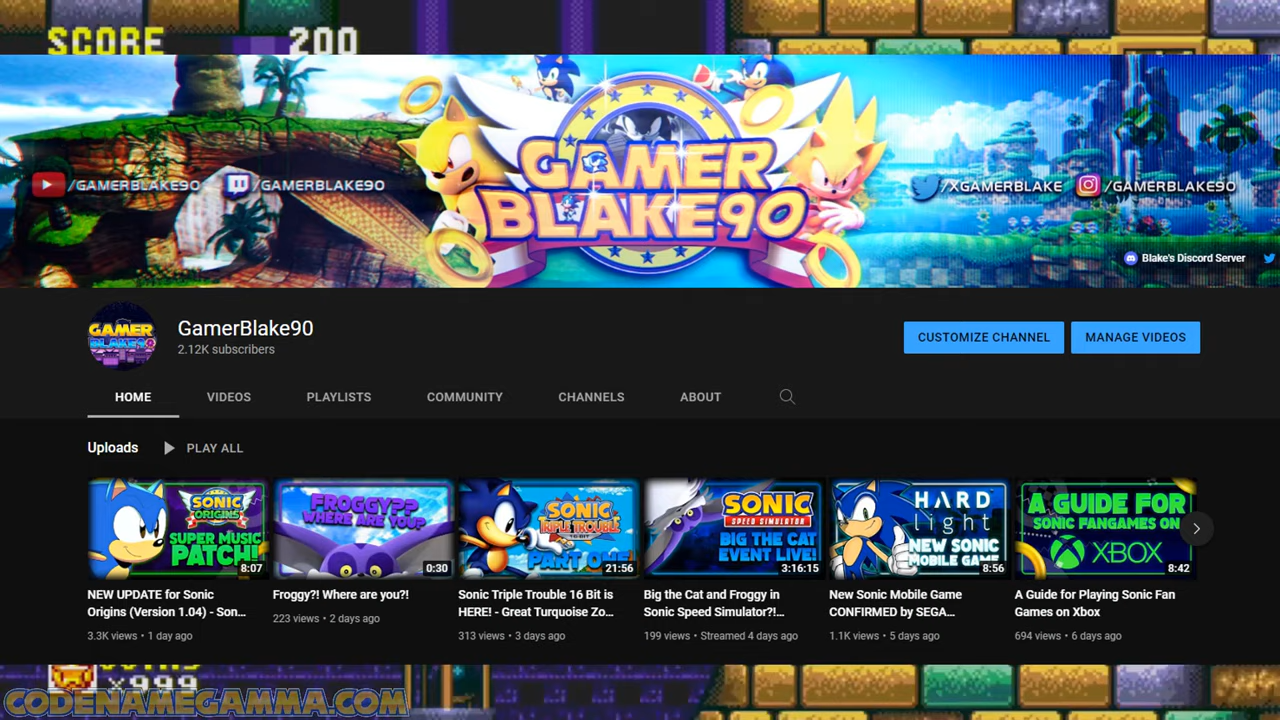 SCORE 200
/GAMERBLAKE90
/GAMERBLAKE90
GAMER
BLAKE90
/XGAMERBLAKE
/GAMERBLAKE90
Blake's Discord Server
GAMER
BLAKE90
GamerBlake90
2.12K subscribers
CUSTOMIZE CHANNEL
MANAGE VIDEOS
HOME
VIDEOS
PLAYLISTS
COMMUNITY
CHANNELS
ABOUT
Uploads
PLAY ALL
SONIC
ORIGINS
SUPER MUSIC
PATCH!
8:07
NEW UPDATE for Sonic
Origins (Version 1.04) - Son...
3.3K views • 1 day ago
FROGGY??
WHERE ARE YOU?
0:30
Froggy?! Where are you?!
223 views • 2 days ago
SONIC
TRIPLE TROUBLE
16-BIT
PART ONE
21:56
Sonic Triple Trouble 16 Bit is
HERE! - Great Turquoise Zo...
313 views • 3 days ago
SONIC
SPEED SIMULATOR
BIG THE CAT
EVENT LIVE!
3:16:15
Big the Cat and Froggy in
Sonic Speed Simulator?!...
199 views • Streamed 4 days ago
HARD
light
NEW SONIC
MOBILE GAME
8:56
New Sonic Mobile Game
CONFIRMED by SEGA...
1.1K views • 5 days ago
A GUIDE FOR
SONIC FANGAMES ON
XBOX
8:42
A Guide for Playing Sonic Fan
Games on Xbox
694 views • 6 days ago
×999
CODENAMEGAMMA.COM